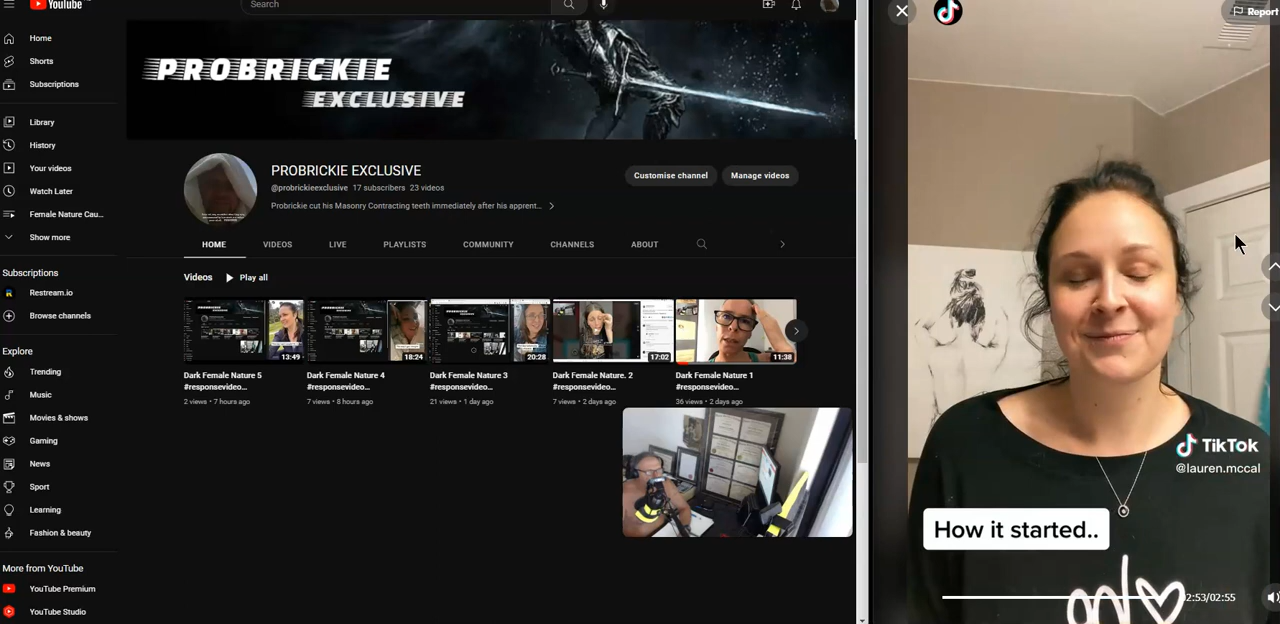 YouTube
Search
Home
Shorts
Subscriptions
Library
History
Your videos
Watch Later
Female Nature Cau...
Show more
Subscriptions
Restream.io
Browse channels
Explore
Trending
Music
Movies & shows
Gaming
News
Sport
Learning
Fashion & beauty
More from YouTube
YouTube Premium
YouTube Studio
PROBRICKIE
EXCLUSIVE
PROBRICKIE EXCLUSIVE
@probrickieexclusive 17 subscribers 23 videos
Probrickie cut his Masonry Contracting teeth immediately after his apprent...
Customise channel
Manage videos
HOME VIDEOS LIVE PLAYLISTS COMMUNITY CHANNELS ABOUT
Videos Play all
13:49
Dark Female Nature 5
#responsevideo...
2 views • 7 hours ago
18:24
Dark Female Nature 4
#responsevideo...
7 views • 8 hours ago
20:28
Dark Female Nature 3
#responsevideo...
21 views • 1 day ago
17:02
Dark Female Nature. 2
#responsevideo...
7 views • 2 days ago
11:38
Dark Female Nature 1
#responsevideo...
36 views • 2 days ago
Report
TikTok
@lauren.mccal
How it started..
02:53/02:55